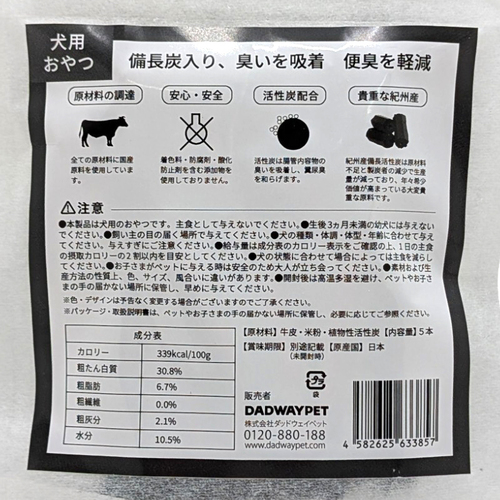 犬用
おやつ
備長炭入り、臭いを吸着 便臭を軽減
原材料の調達
安心・安全
活性炭配合
貴重な紀州産
全ての原材料に国産
原料を使用していま
す。
着色料・防腐剤・酸化
防止剤を含む添加物を
使用しておりません。
活性炭は腸管内容物の
臭いを吸着し、糞尿臭
を和らげます。
紀州産備長活性炭は原材料
不足と製炭者の減少で生産
量が減っており、年々希少
価値が高まっている大変貴
重な原料です。
注意
●本製品は犬用のおやつです。主食として与えないでください。●生後3ヵ月未満の幼犬には与えない
でください。●飼い主の目の届く場所で与えてください。●犬の種類・体調・体型・年齢に合わせて与え
てください。与えすぎにご注意ください。●給与量は成分表のカロリー表示をご確認の上、1日の主食
の摂取カロリーの2割以内を目安としてください。●犬の状態に合わせて場合によっては主食を減らし
てください。●お子さまがペットに与える時は安全のため大人が立ち会ってください。●素材および生
産方法の性質上、色、サイズ、風合いに違いがあります。●開封後は高温多湿を避け、ペットやお子さ
まの手の届かない場所に保管し、早めに与えてください。
※色・デザインは予告なく変更する場合がございますのでご了承ください。
※パッケージ・取扱説明書は、ペットやお子さまの手の届かない場所に保管し、必要に応じてご参照ください。
成分表
カロリー 339kcal/100g
粗たん白質 30.8%
粗脂肪 6.7%
粗繊維 0.0%
粗灰分 2.1%
水分 10.5%
【原材料】牛皮・米粉・植物性活性炭【内容量】5本
【賞味期限】別途記載【原産国】日本
(未開封時)
プラ
袋
販売者
DADWAYPET
株式会社ダッドウェイペット
0120-880-188
www.dadwaypet.com
4 582625 633857